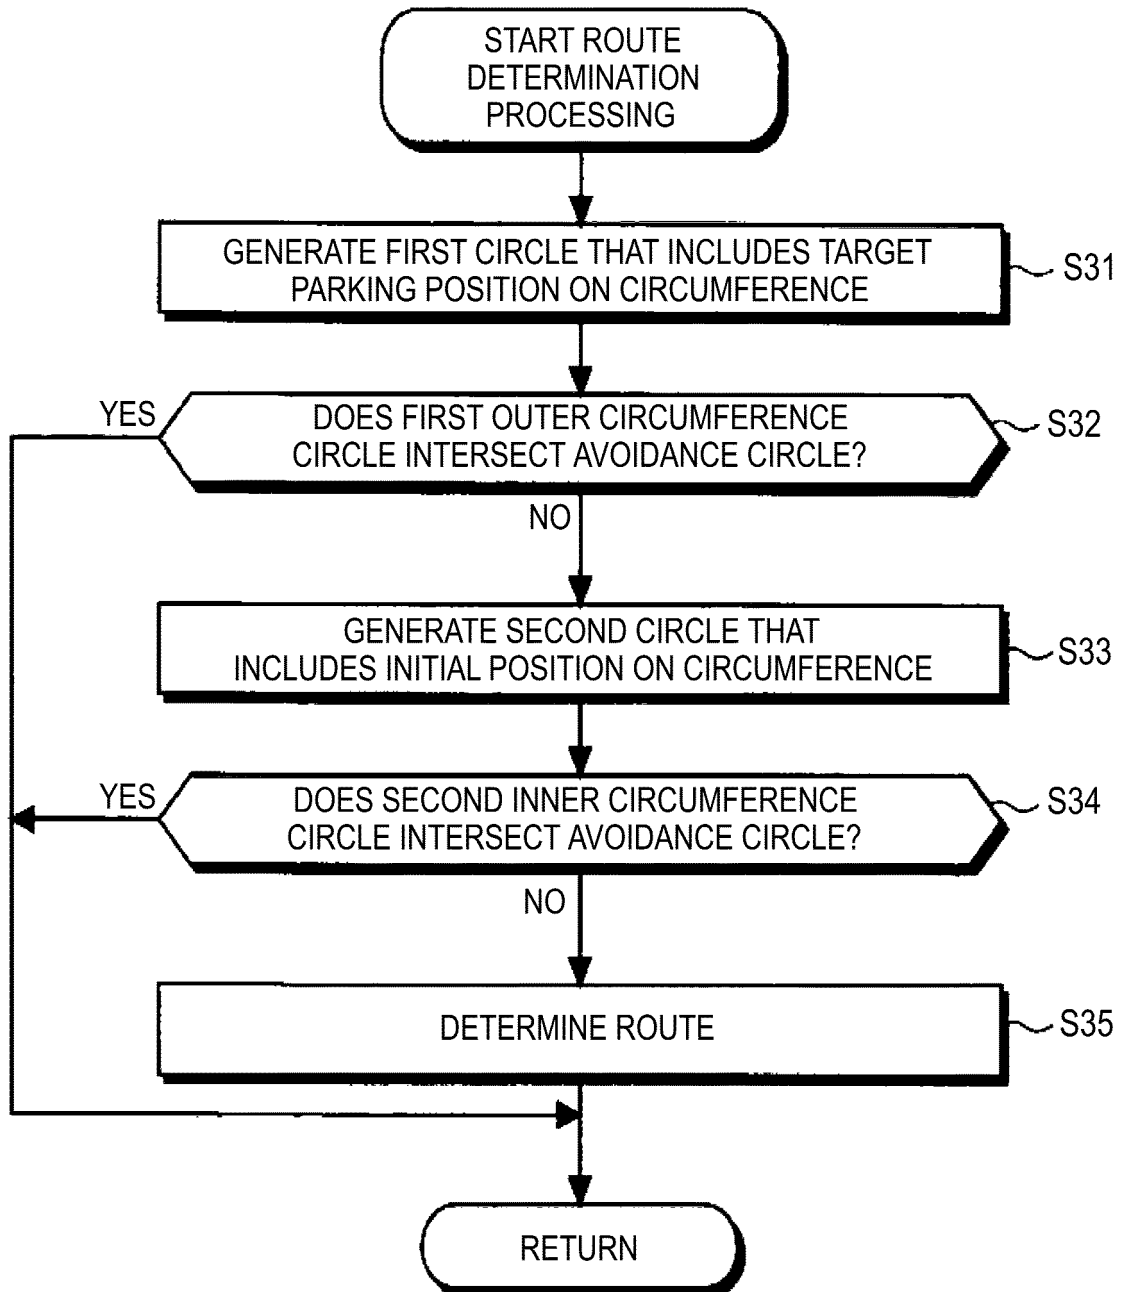 START ROUTE
DETERMINATION
PROCESSING
GENERATE FIRST CIRCLE THAT INCLUDES TARGET
PARKING POSITION ON CIRCUMFERENCE
S31
YES
DOES FIRST OUTER CIRCUMFERENCE
CIRCLE INTERSECT AVOIDANCE CIRCLE?
S32
NO
GENERATE SECOND CIRCLE THAT
INCLUDES INITIAL POSITION ON CIRCUMFERENCE
S33
YES
DOES SECOND INNER CIRCUMFERENCE
CIRCLE INTERSECT AVOIDANCE CIRCLE?
S34
NO
DETERMINE ROUTE
S35
RETURN